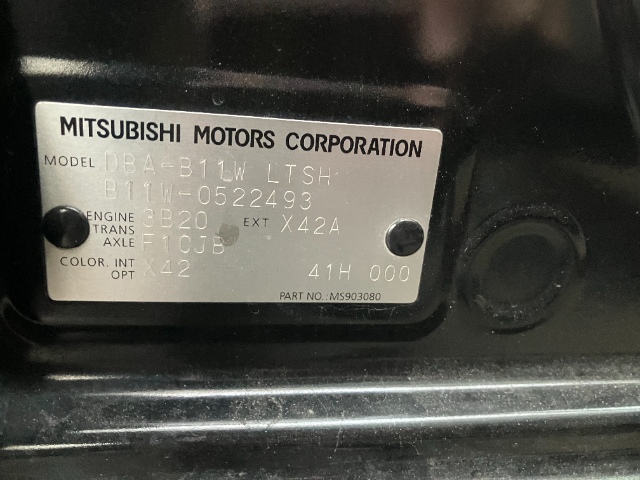 MITSUBISHI MOTORS CORPORATION
MODEL DBA-B11W LTSH
B11W-0522493
ENGINE 3B20 EXT X42A
TRANS
AXLE F1CJB
COLOR. INT X42 41H 000
OPT
PART NO.:MS903080